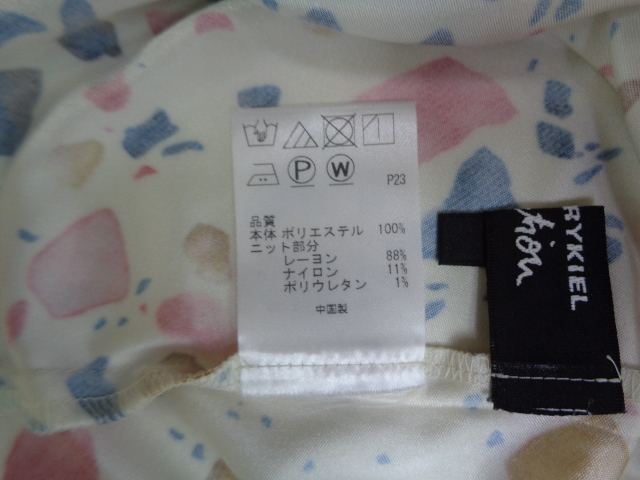 P23
品質
本体 ポリエステル 100%
ニット部分
レーヨン 88%
ナイロン 11%
ポリウレタン 1%
中国製
P
W
RYKIEL
tion